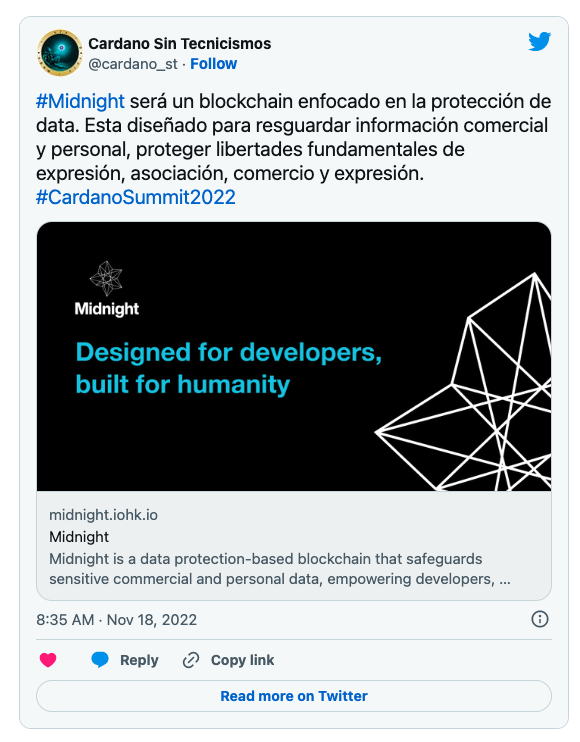 Cardano Sin Tecnicismos
@cardano_st · Follow
#Midnight será un blockchain enfocado en la protección de
data. Esta diseñado para resguardar información comercial
y personal, proteger libertades fundamentales de
expresión, asociación, comercio y expresión.
#CardanoSummit2022
Midnight
Designed for developers,
built for humanity
midnight.iohk.io
Midnight
Midnight is a data protection-based blockchain that safeguards
sensitive commercial and personal data, empowering developers, ...
8:35 AM · Nov 18, 2022
Reply Copy link
Read more on Twitter